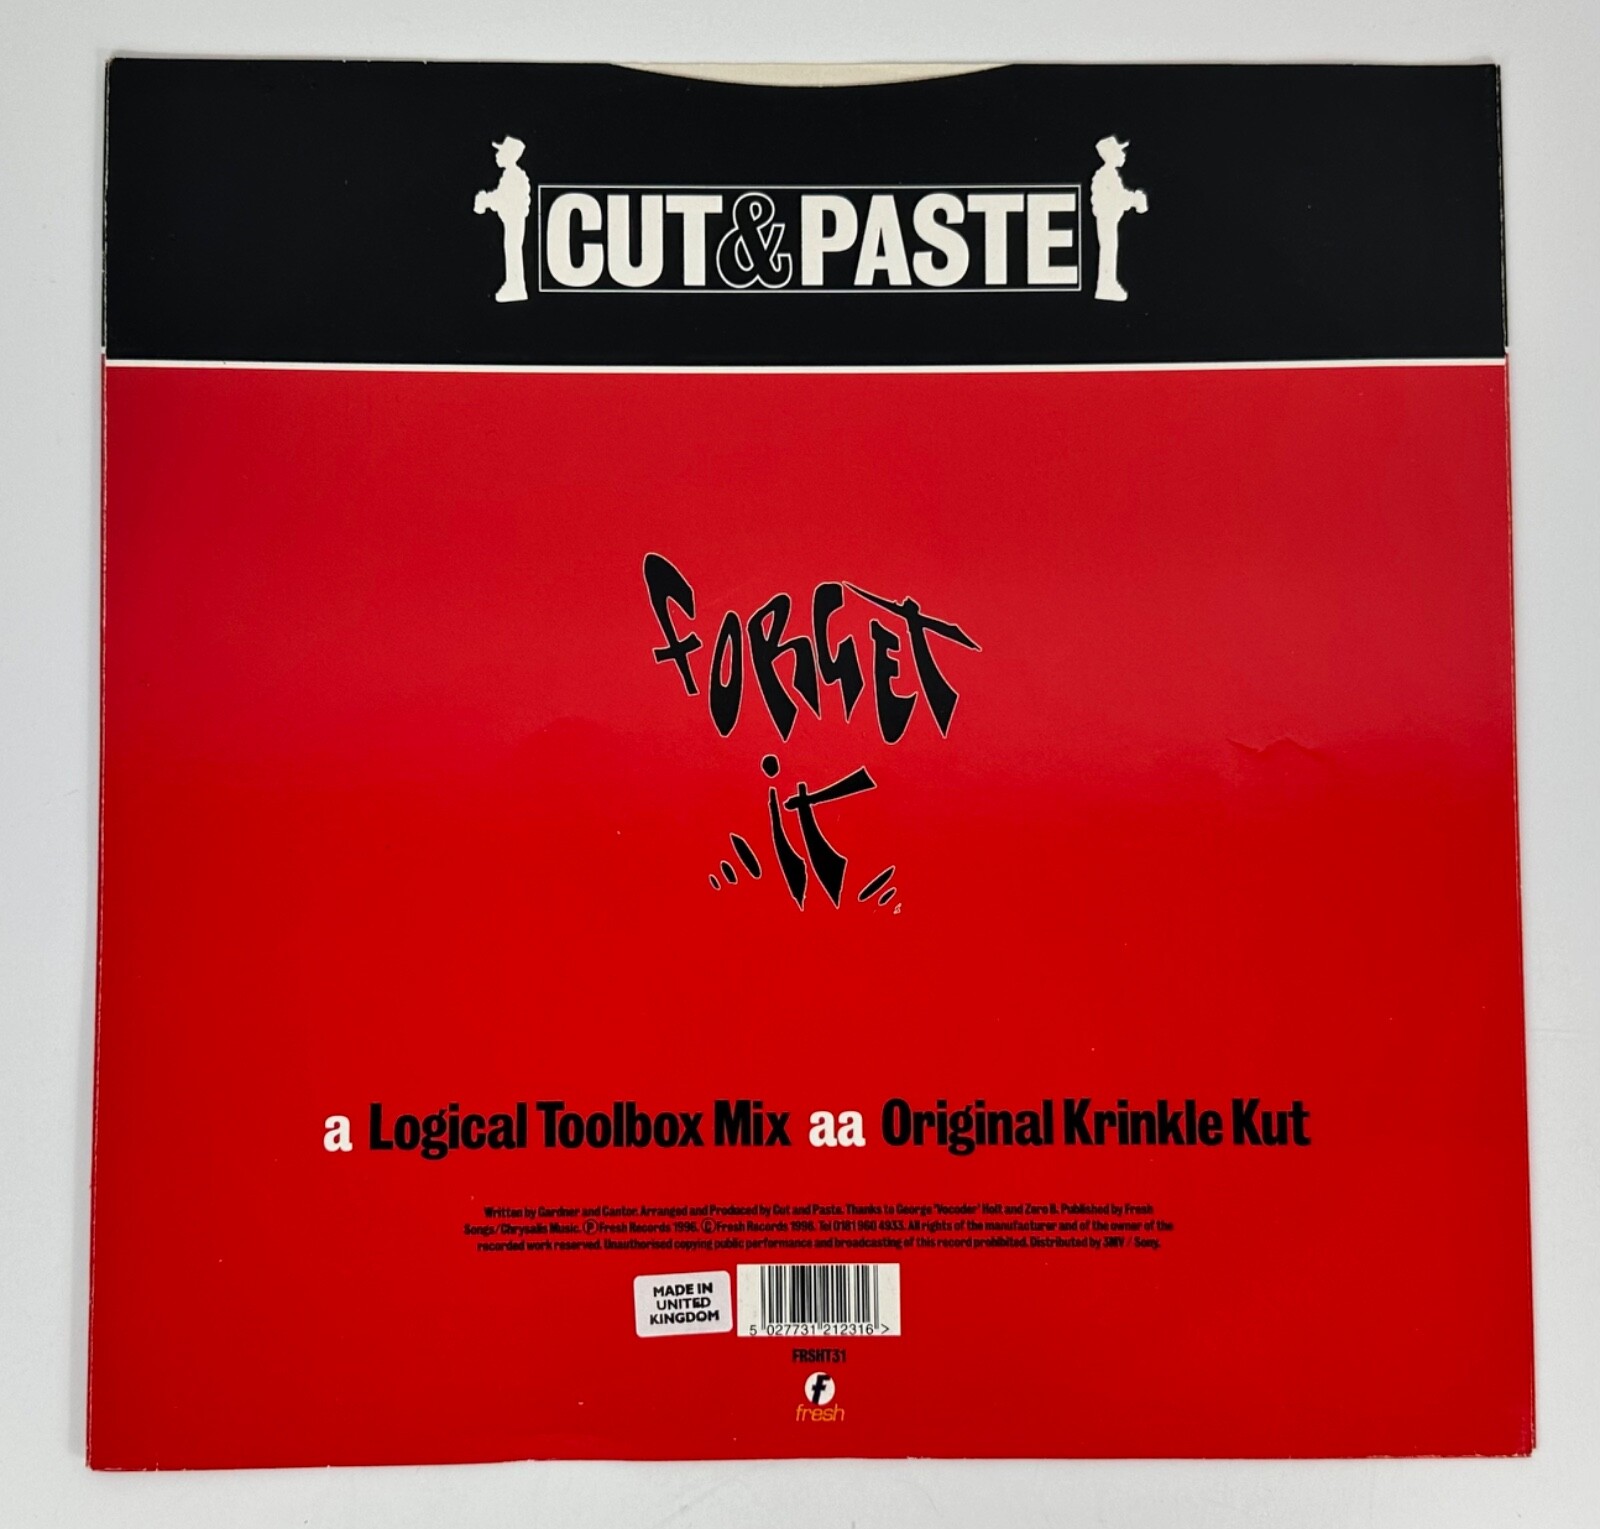 CUT&PASTE
FORGET
it
a Logical Toolbox Mix aa Original Krinkle Kut
Written by Gardner and Cantor. Arranged and Produced by Cut and Paste. Thanks to George 'Vocoder' Holt and Zero B. Published by Fresh
Songs/Chrysalis Music. ℗Fresh Records 1996. ©Fresh Records 1996. Tel 0181 960 4933. All rights of the manufacturer and of the owner of the
recorded work reserved. Unauthorised copying public performance and broadcasting of this record prohibited. Distributed by 3MV / Sony.
MADE IN
UNITED
KINGDOM
5 027731 212316 >
FRSHT31
f
fresh